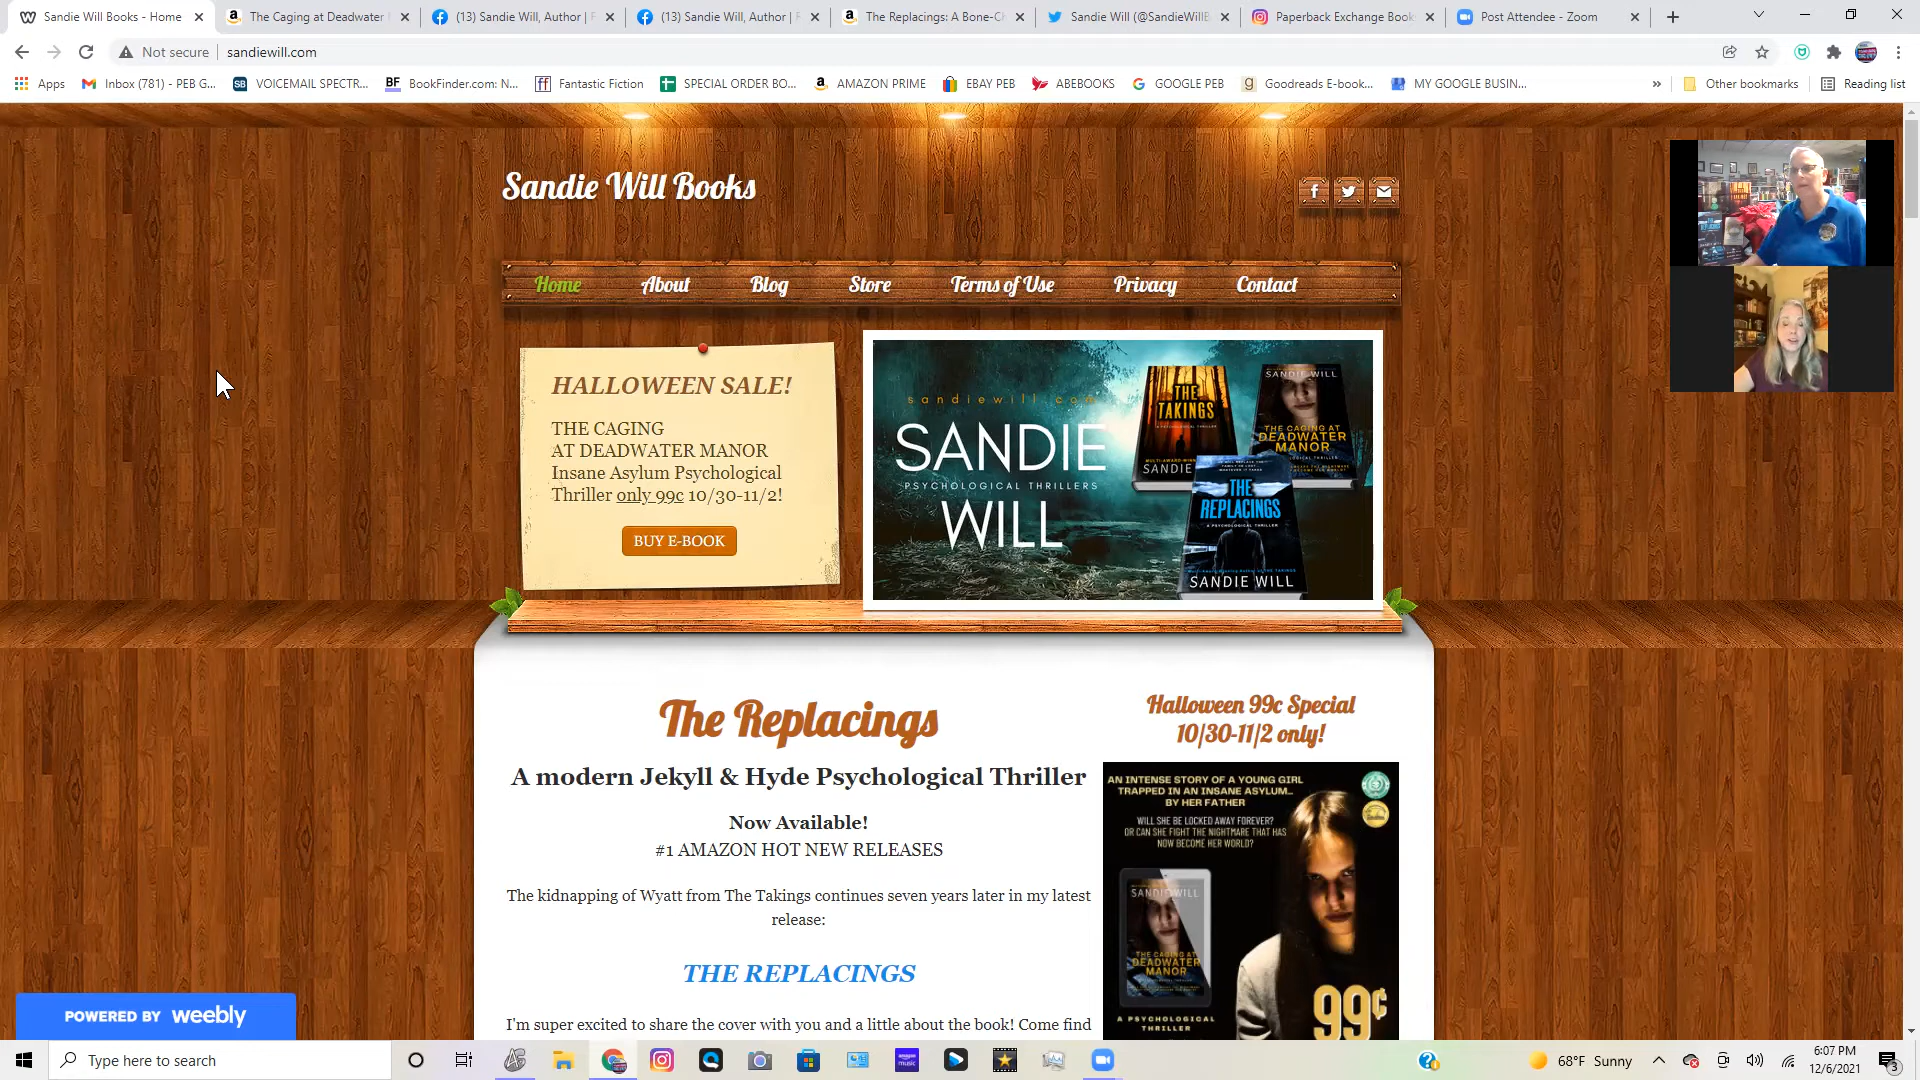 Sandie Will Books - Home
The Caging at Deadwater
(13) Sandie Will, Author |
(13) Sandie Will, Author |
The Replacings: A Bone-C
Sandie Will (@SandieWillB
Paperback Exchange Book
Post Attendee - Zoom
Not secure
sandiewill.com
Apps
Inbox (781) - PEB G...
VOICEMAIL SPECTR...
BookFinder.com: N...
Fantastic Fiction
SPECIAL ORDER BO...
AMAZON PRIME
EBAY PEB
ABEBOOKS
GOOGLE PEB
Goodreads E-book...
MY GOOGLE BUSIN...
Other bookmarks
Reading list
Sandie Will Books
Home
About
Blog
Store
Terms of Use
Privacy
Contact
HALLOWEEN SALE!
THE CAGING
AT DEADWATER MANOR
Insane Asylum Psychological
Thriller only 99c 10/30-11/2!
BUY E-BOOK
sandiewill.com
SANDIE
PSYCHOLOGICAL THRILLERS
WILL
THE
TAKINGS
A PSYCHOLOGICAL THRILLER
SANDIE
SANDIE WILL
THE CAGING AT
DEADWATER
MANOR
THE
REPLACINGS
A PSYCHOLOGICAL THRILLER
SANDIE WILL
The Replacings
A modern Jekyll & Hyde Psychological Thriller
Now Available!
#1 AMAZON HOT NEW RELEASES
The kidnapping of Wyatt from The Takings continues seven years later in my latest
release:
THE REPLACINGS
I'm super excited to share the cover with you and a little about the book! Come find
Halloween 99c Special
10/30-11/2 only!
AN INTENSE STORY OF A YOUNG GIRL
TRAPPED IN AN INSANE ASYLUM...
BY HER FATHER
WILL SHE BE LOCKED AWAY FOREVER?
OR CAN SHE FIGHT THE NIGHTMARE THAT HAS
NOW BECOME HER WORLD?
SANDIE WILL
THE CAGING AT
DEADWATER
MANOR
A PSYCHOLOGICAL
THRILLER
99¢
POWERED BY weebly
Type here to search
68°F Sunny
6:07 PM
12/6/2021
3